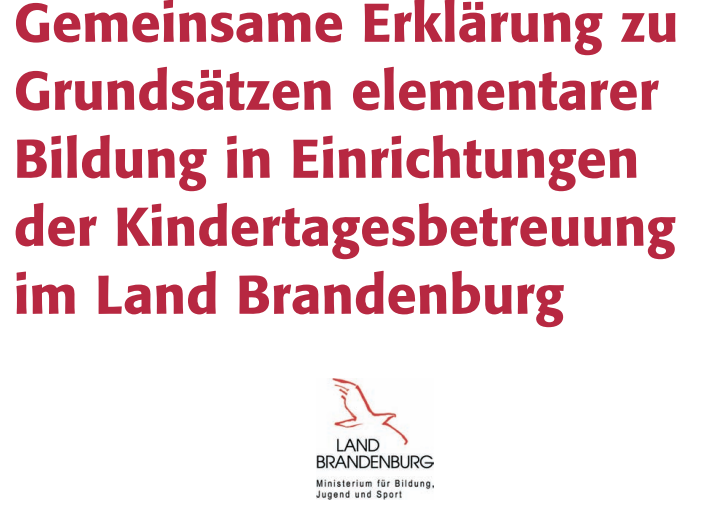 Gemeinsame Erklärung zu
Grundsätzen elementarer
Bildung in Einrichtungen
der Kindertagesbetreuung
im Land Brandenburg
LAND
BRANDENBURG
Ministerium für Bildung,
Jugend und Sport